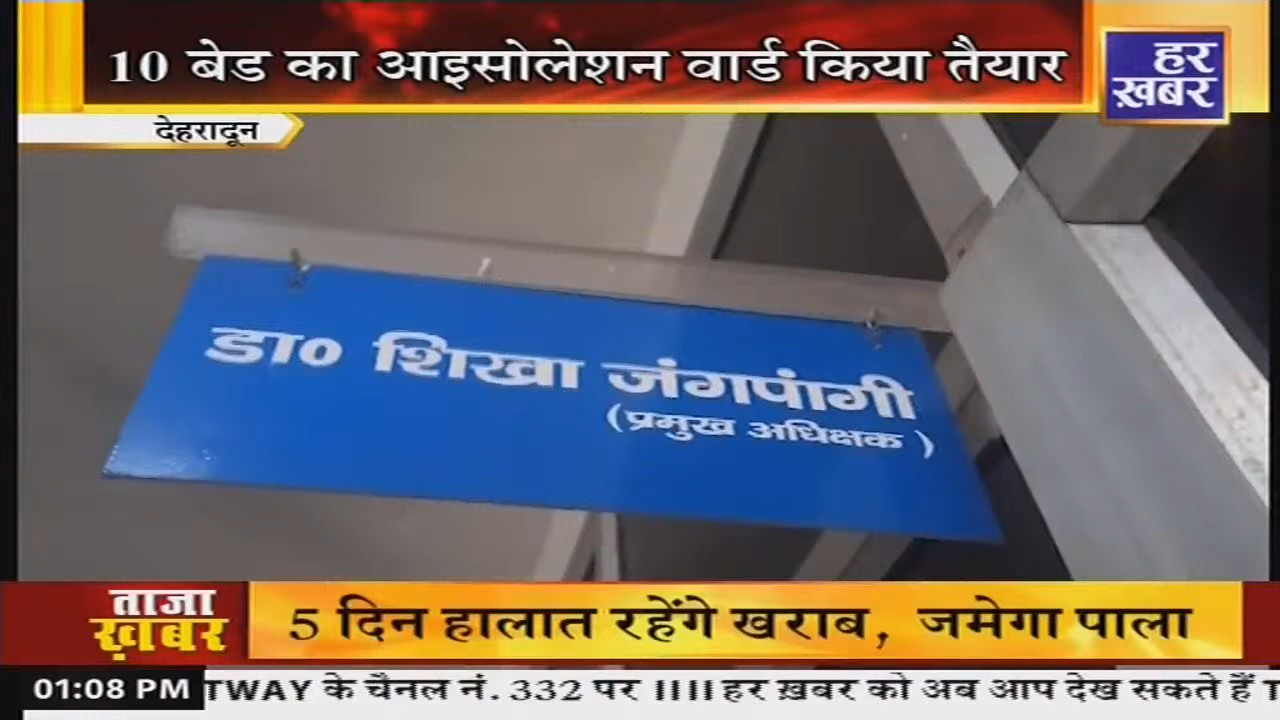 10 बेड का आइसोलेशन वार्ड किया तैयार
हर
ख़बर
देहरादून
डा० शिखा जंगपांगी
(प्रमुख अधिक्षक )
ताजा
ख़बर
5 दिन हालात रहेंगे खराब, जमेगा पाला
01:08 PM
TWAY के चैनल नं. 332 पर IIII हर ख़बर को अब आप देख सकते हैं T